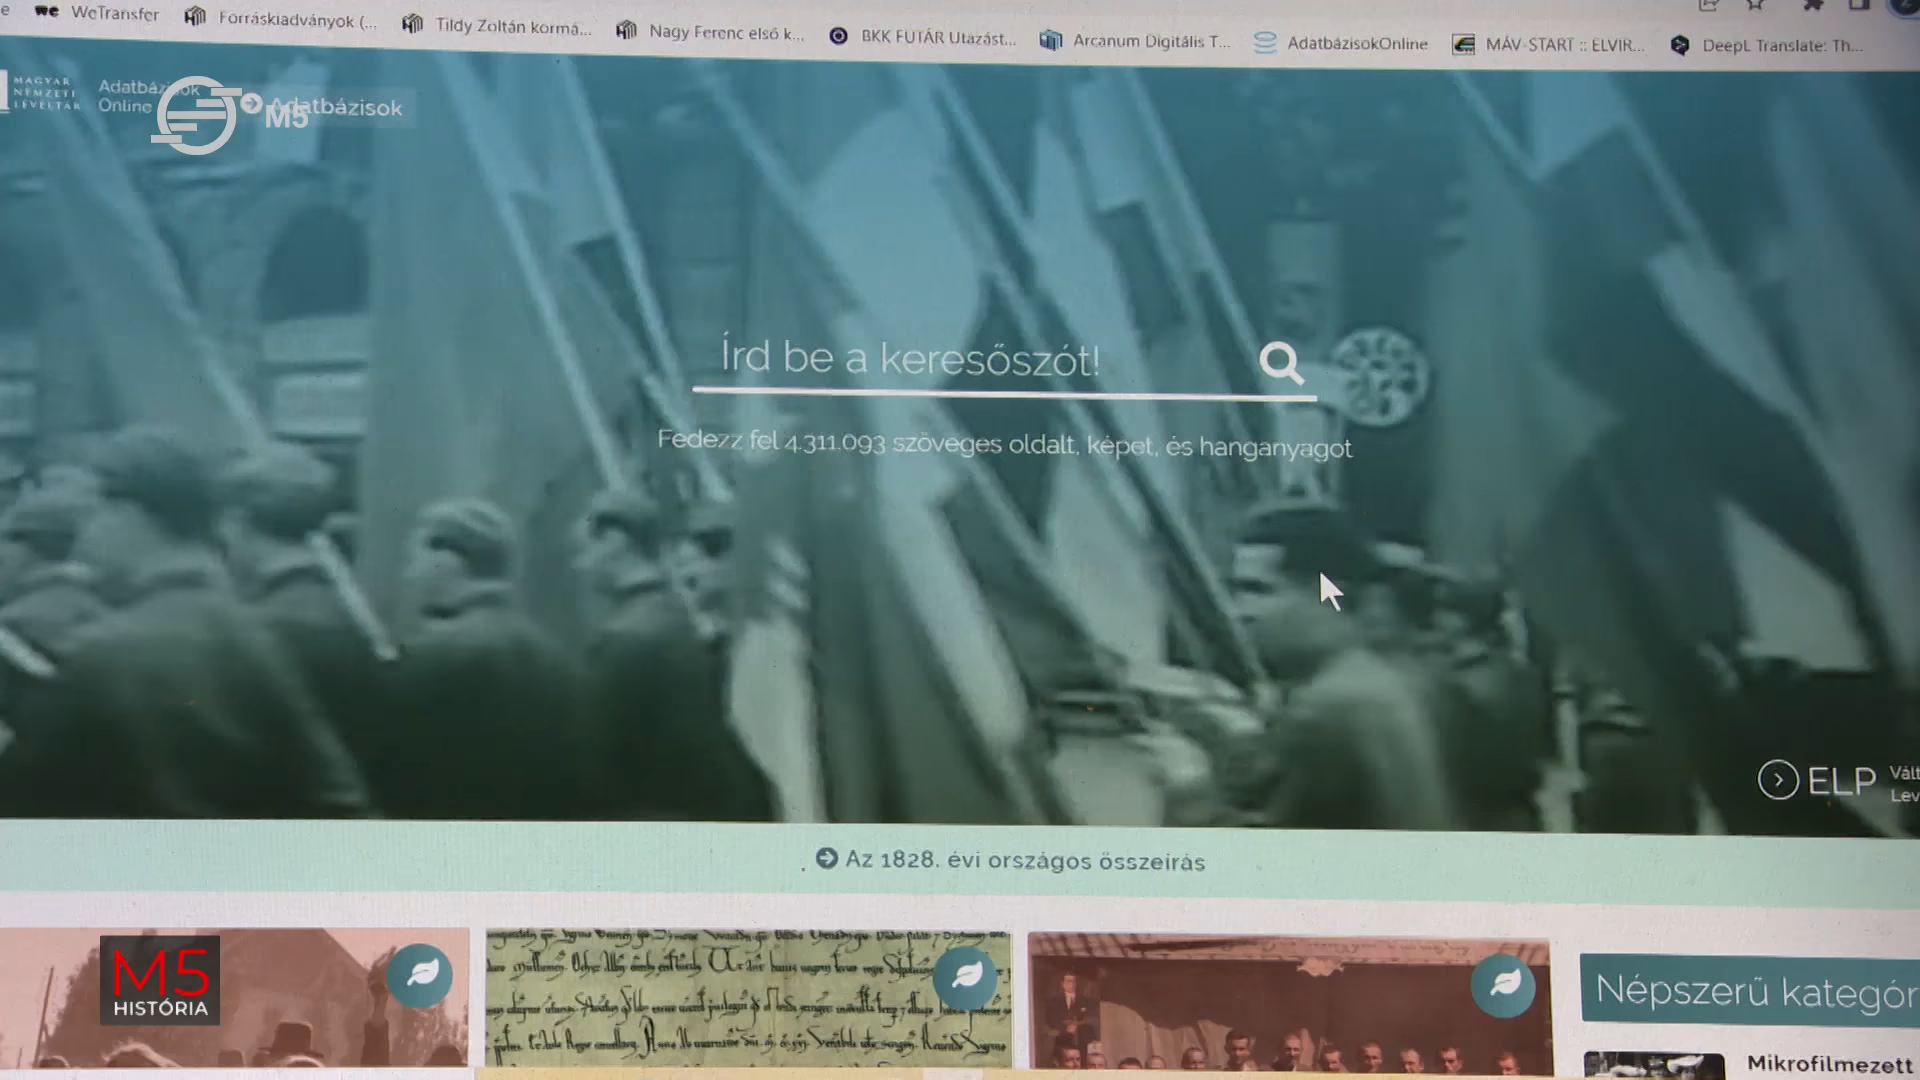 WeTransfer
Forráskiadványok (...
Tildy Zoltán kormá...
Nagy Ferenc első k...
BKK FUTÁR Utazást...
Arcanum Digitális T...
AdatbázisokOnline
MÁV-START :: ELVIR...
DeepL Translate: Th...
MAGYAR
NEMZETI
LEVÉLTÁR
Adatbázisok
Online
Adatbázisok
M5
Írd be a keresőszót!
Fedezz fel 4.311.093 szöveges oldalt, képet, és hanganyagot
ELP
Az 1828. évi országos összeírás
M5
HISTÓRIA
Népszerű kategór
Mikrofilmezett